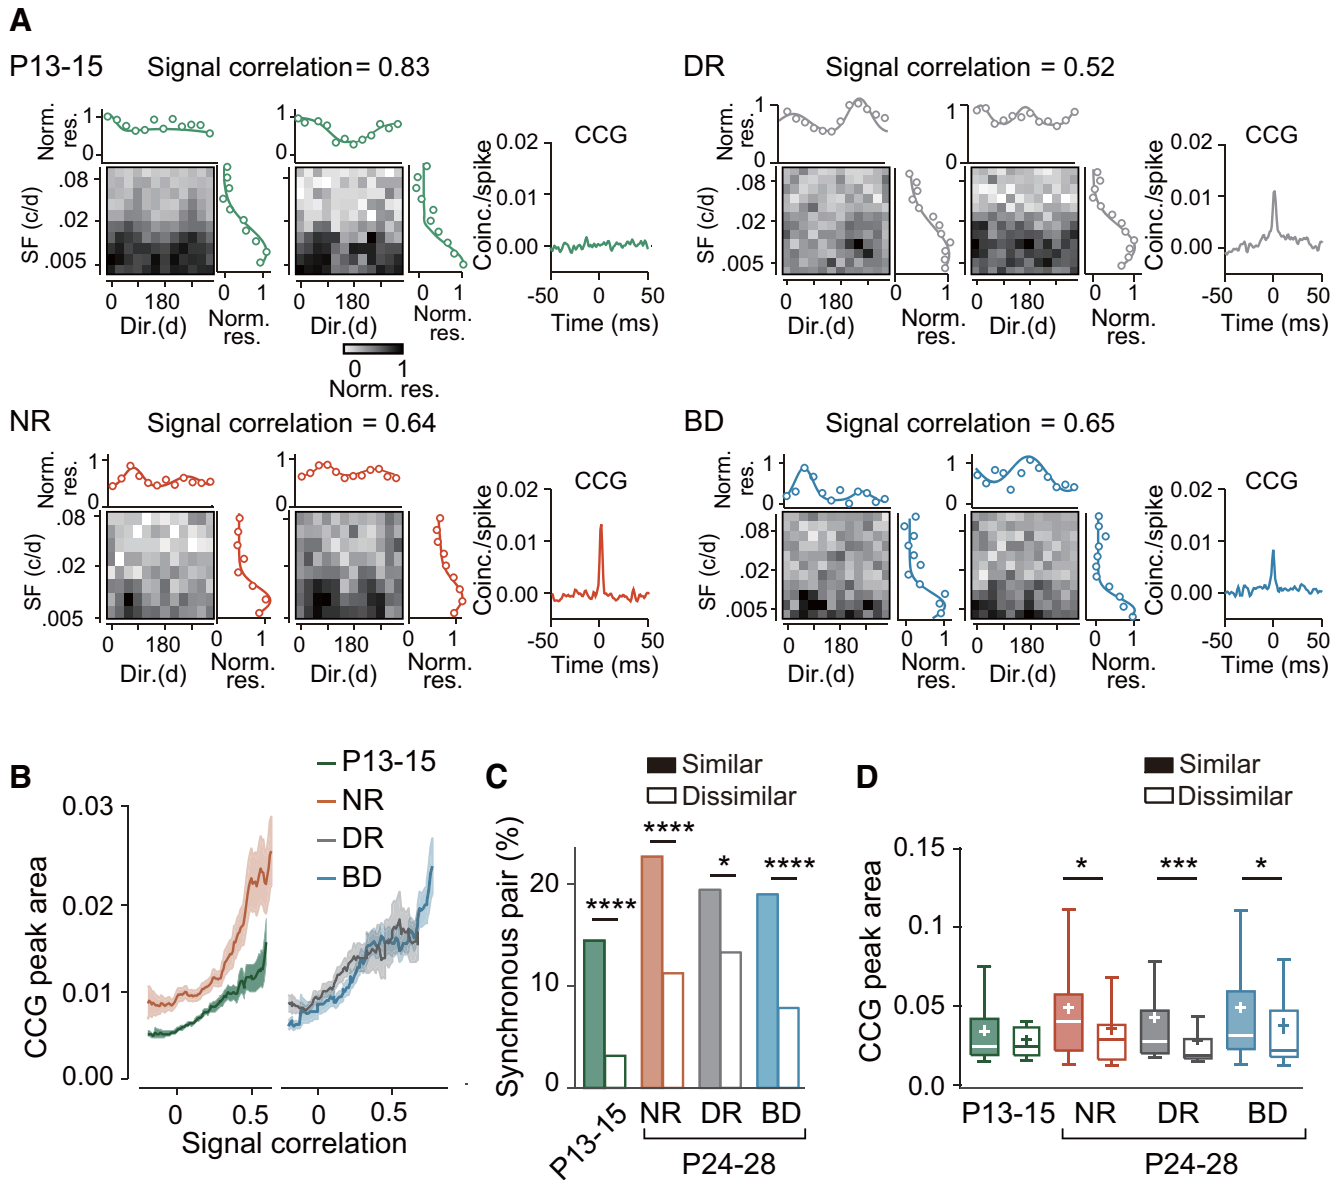 A
P13-15
Signal correlation = 0.83
Norm. res.
1
0
1
0
SF (c/d)
.08
.02
.005
0 180
Dir.(d)
0 1
Norm. res.
0 180
Dir.(d)
0 1
Norm. res.
0 1
Norm. res.
CCG
Coinc./spike
0.02
0.01
0.00
-50 0 50
Time (ms)
DR
Signal correlation = 0.52
Norm. res.
1
0
1
0
SF (c/d)
.08
.02
.005
0 180
Dir.(d)
0 1
Norm. res.
0 180
Dir.(d)
0 1
Norm. res.
CCG
Coinc./spike
0.02
0.01
0.00
-50 0 50
Time (ms)
NR
Signal correlation = 0.64
Norm. res.
1
0
1
0
SF (c/d)
.08
.02
.005
0 180
Dir.(d)
0 1
Norm. res.
0 180
Dir.(d)
0 1
Norm. res.
CCG
Coinc./spike
0.02
0.01
0.00
-50 0 50
Time (ms)
BD
Signal correlation = 0.65
Norm. res.
1
0
1
0
SF (c/d)
.08
.02
.005
0 180
Dir.(d)
0 1
Norm. res.
0 180
Dir.(d)
0 1
Norm. res.
CCG
Coinc./spike
0.02
0.01
0.00
-50 0 50
Time (ms)
B
P13-15
NR
DR
BD
CCG peak area
0.03
0.02
0.01
0.00
0 0.5
0 0.5
Signal correlation
C
Similar
Dissimilar
Synchronous pair (%)
20
10
0
****
****
*
****
P13-15
NR DR BD
P24-28
D
Similar
Dissimilar
CCG peak area
0.15
0.1
0.05
0.0
*
***
*
P13-15 NR DR BD
P24-28